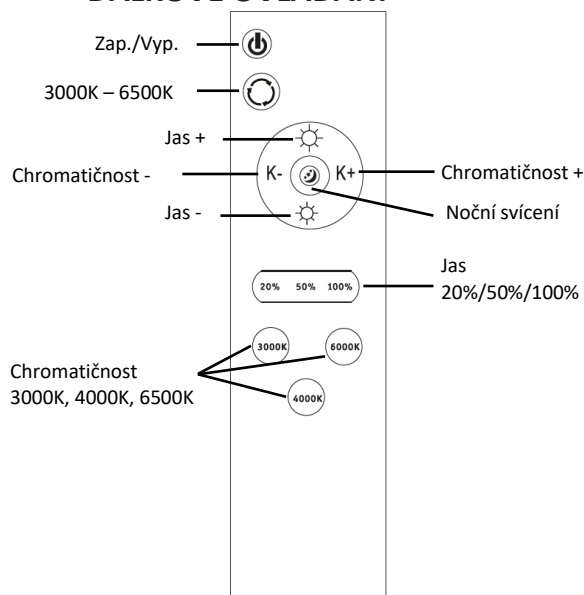 Zap./Vyp.
3000K – 6500K
Jas +
Chromatičnost -
K-
K+
Chromatičnost +
Jas -
Noční svícení
Jas
20%/50%/100%
20% 50% 100%
3000K
6000K
Chromatičnost
3000K, 4000K, 6500K
4000K